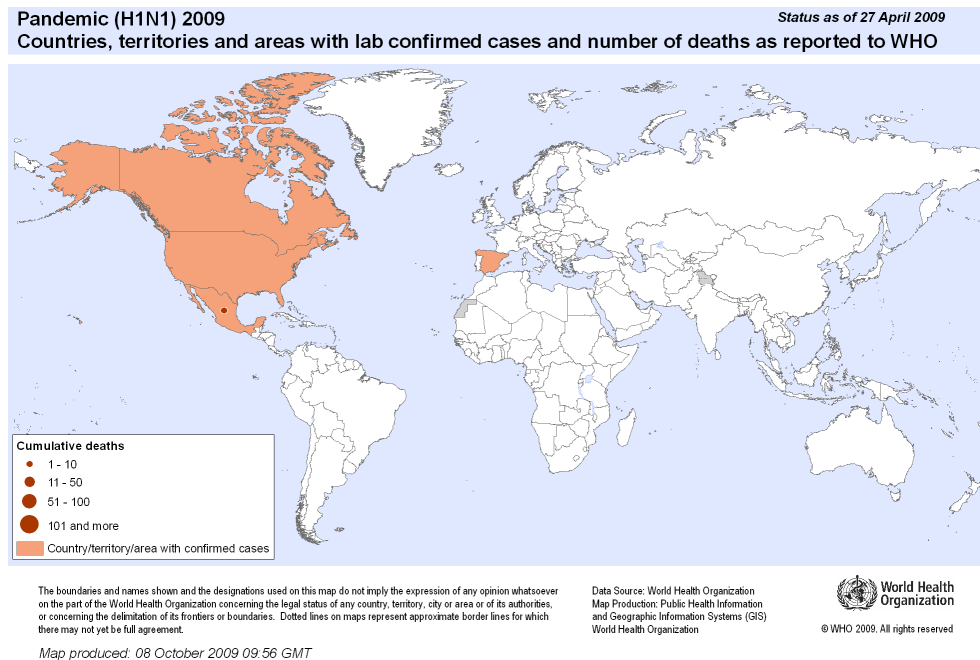 Pandemic (H1N1) 2009
Status as of 27 April 2009
Countries, territories and areas with lab confirmed cases and number of deaths as reported to WHO
Cumulative deaths
1 - 10
11 - 50
51 - 100
101 and more
Country/territory/area with confirmed cases
The boundaries and names shown and the designations used on this map do not imply the expression of any opinion whatsoever
on the part of the World Health Organization concerning the legal status of any country, territory, city or area or of its authorities,
or concerning the delimitation of its frontiers or boundaries.  Dotted lines on maps represent approximate border lines for which
there may not yet be full agreement.
Data Source: World Health Organization
Map Production: Public Health Information
and Geographic Information Systems (GIS)
World Health Organization
World Health
Organization
© WHO 2009. All rights reserved
Map produced: 08 October 2009 09:56 GMT